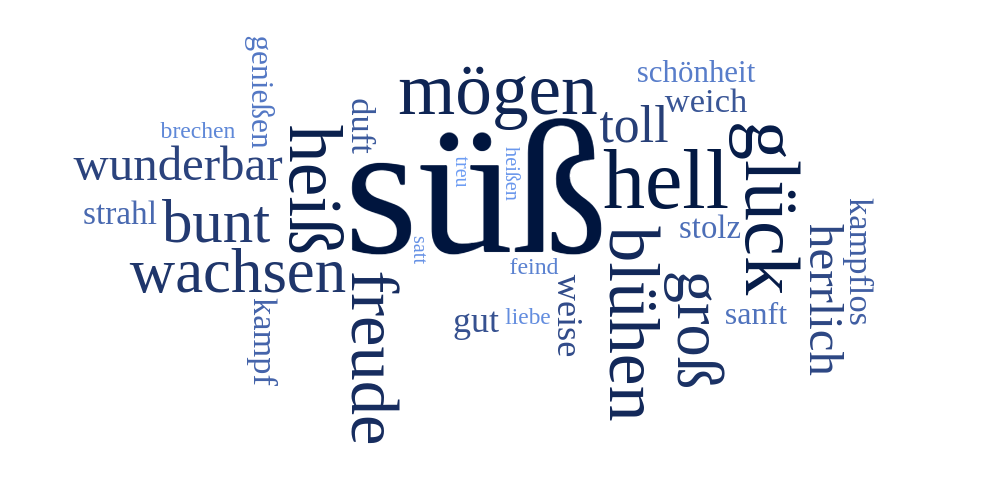 genießen
mögen
schönheit
weich
duft
toll
brechen
wunderbar
heiß
süß
treu
heißen
hell
glück
strahl
bunt
stolz
kampflos
herrlich
wachsen
satt
feind
blühen
freude
weise
groß
kampf
gut
liebe
sanft